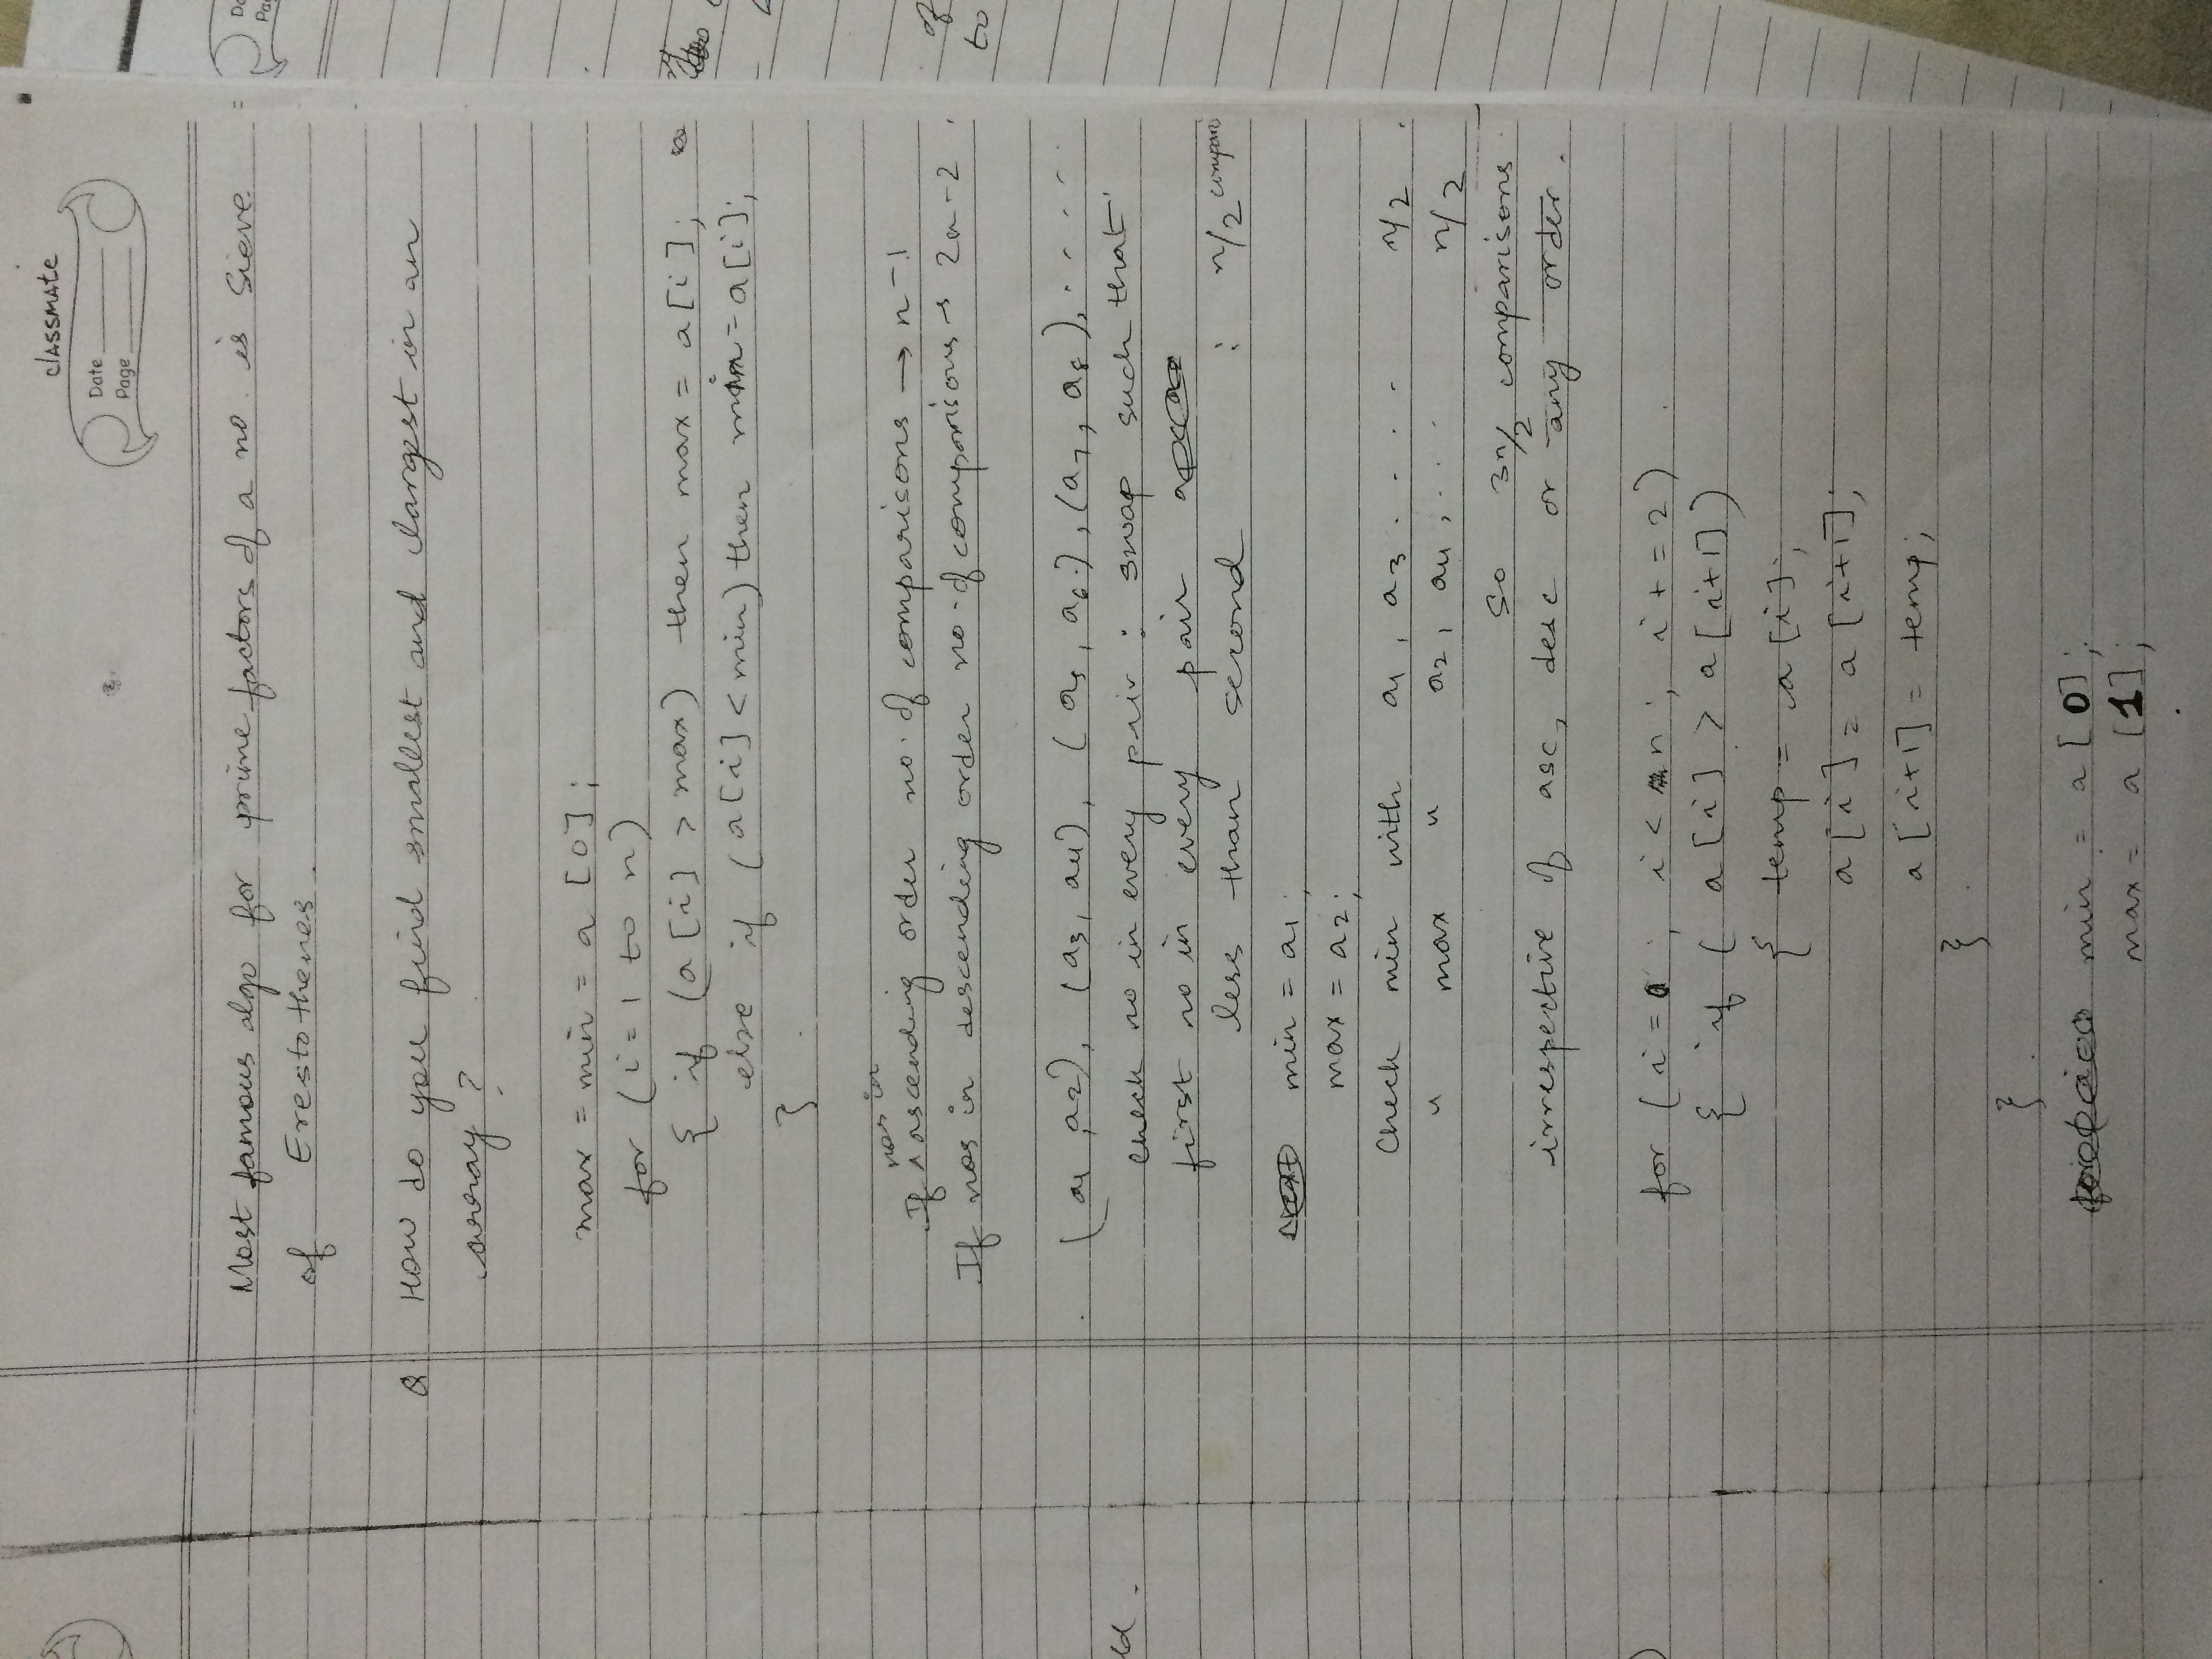 classmate
Date
Page
Most famous algo for prime factors of a no. is Sieve
of Erestothenes.
Q How do you find smallest and largest in an
array?
max = min = a[0];
for (i=1 to n)
{ if (a[i] > max) then max = a[i];
else if (a[i] < min) then min = a[i];
}
nos in
If ^ ascending order no. of comparisons → n-1
If nos in descending order no. of comparisions → 2n-2.
(a1, a2), (a3, a4), (a5, a6), (a7, a8), .....
check no in every pair : swap such that
first no in every pair
less than second : n/2 compari
min = a1;
max = a2;
Check min with a1, a3 .... n/2.
" max " a2, a4, ... n/2
So 3n/2 comparisons
irrespective of asc, desc or any order.
for (i=0; i<n; i+=2)
{ if (a[i] > a[i+1])
{ temp = a[i];
a[i] = a[i+1];
a[i+1] = temp;
}
}
min = a[0];
max = a[1];
ld.
of
to